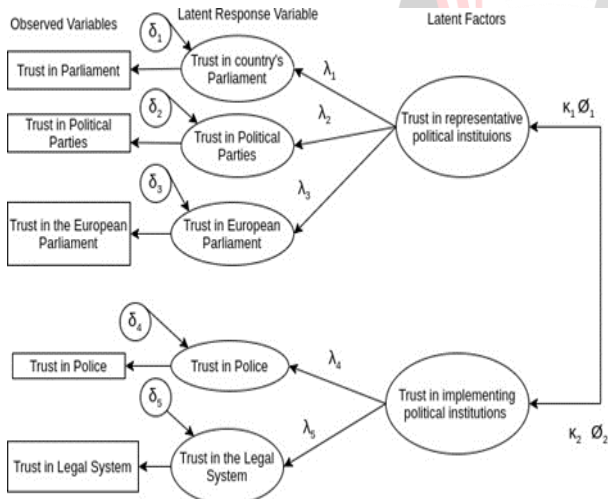 Observed Variables
Latent Response Variable
Latent Factors
δ1
Trust in Parliament
Trust in country's
Parliament
λ1
δ2
Trust in Political
Parties
Trust in Political
Parties
λ2
Trust in representative
political instituions
κ1 Ø1
δ3
Trust in the European
Parliament
Trust in European
Parliament
λ3
δ4
Trust in Police
Trust in Police
λ4
δ5
Trust in Legal System
Trust in the Legal
System
λ5
Trust in implementing
political institutions
κ2 Ø2